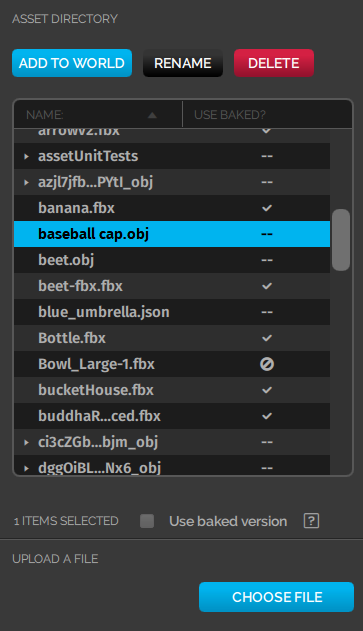 ASSET DIRECTORY
ADD TO WORLD RENAME DELETE
NAME: USE BAKED?
arrowv2.fbx
assetUnitTests --
azjl7jfb...PYtI_obj --
banana.fbx
baseball cap.obj --
beet.obj --
beet-fbx.fbx
blue_umbrella.json --
Bottle.fbx
Bowl_Large-1.fbx
bucketHouse.fbx
buddhaR...ced.fbx
ci3cZGb...bjm_obj --
dggOiBL...Nx6_obj --
1 ITEMS SELECTED Use baked version ?
UPLOAD A FILE
CHOOSE FILE